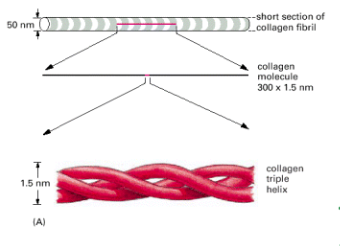 50 nm
short section of
collagen fibril
collagen
molecule
300 x 1.5 nm
1.5 nm
collagen
triple
helix
(A)